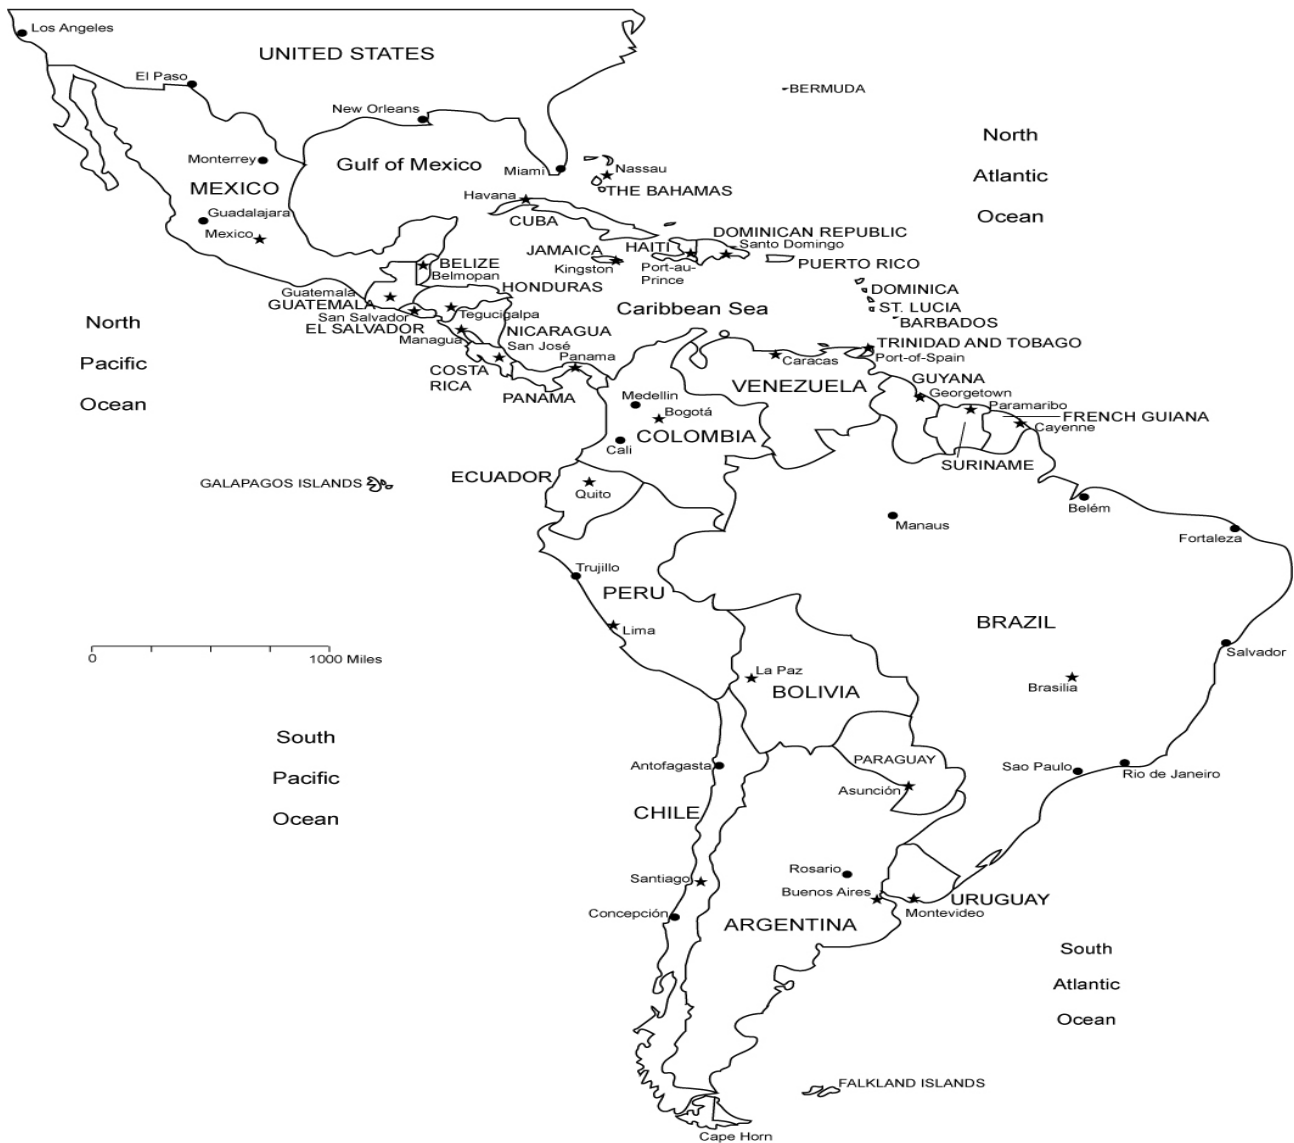 Los Angeles
UNITED STATES
El Paso
BERMUDA
New Orleans
North
Atlantic
Ocean
Monterrey
Gulf of Mexico
Miami
Nassau
MEXICO
THE BAHAMAS
Havana
Guadalajara
CUBA
Mexico
DOMINICAN REPUBLIC
JAMAICA
HAITI
Santo Domingo
BELIZE
Kingston
Port-au-
Prince
PUERTO RICO
Belmopan
HONDURAS
DOMINICA
Guatemala
GUATEMALA
ST. LUCIA
Caribbean Sea
San Salvador
Tegucigalpa
BARBADOS
North
Pacific
Ocean
EL SALVADOR
NICARAGUA
Managua
San José
TRINIDAD AND TOBAGO
Panama
Caracas
Port-of-Spain
COSTA
RICA
GUYANA
VENEZUELA
PANAMA
Medellin
Georgetown
Paramaribo
Bogotá
FRENCH GUIANA
Cayenne
COLOMBIA
Cali
SURINAME
ECUADOR
GALAPAGOS ISLANDS
Quito
Belém
Manaus
Fortaleza
Trujillo
PERU
BRAZIL
Lima
Salvador
0
1000 Miles
La Paz
BOLIVIA
Brasilia
South
Pacific
Ocean
PARAGUAY
Antofagasta
Sao Paulo
Rio de Janeiro
Asunción
CHILE
Rosario
Santiago
Buenos Aires
URUGUAY
Concepción
Montevideo
ARGENTINA
South
Atlantic
Ocean
FALKLAND ISLANDS
Cape Horn